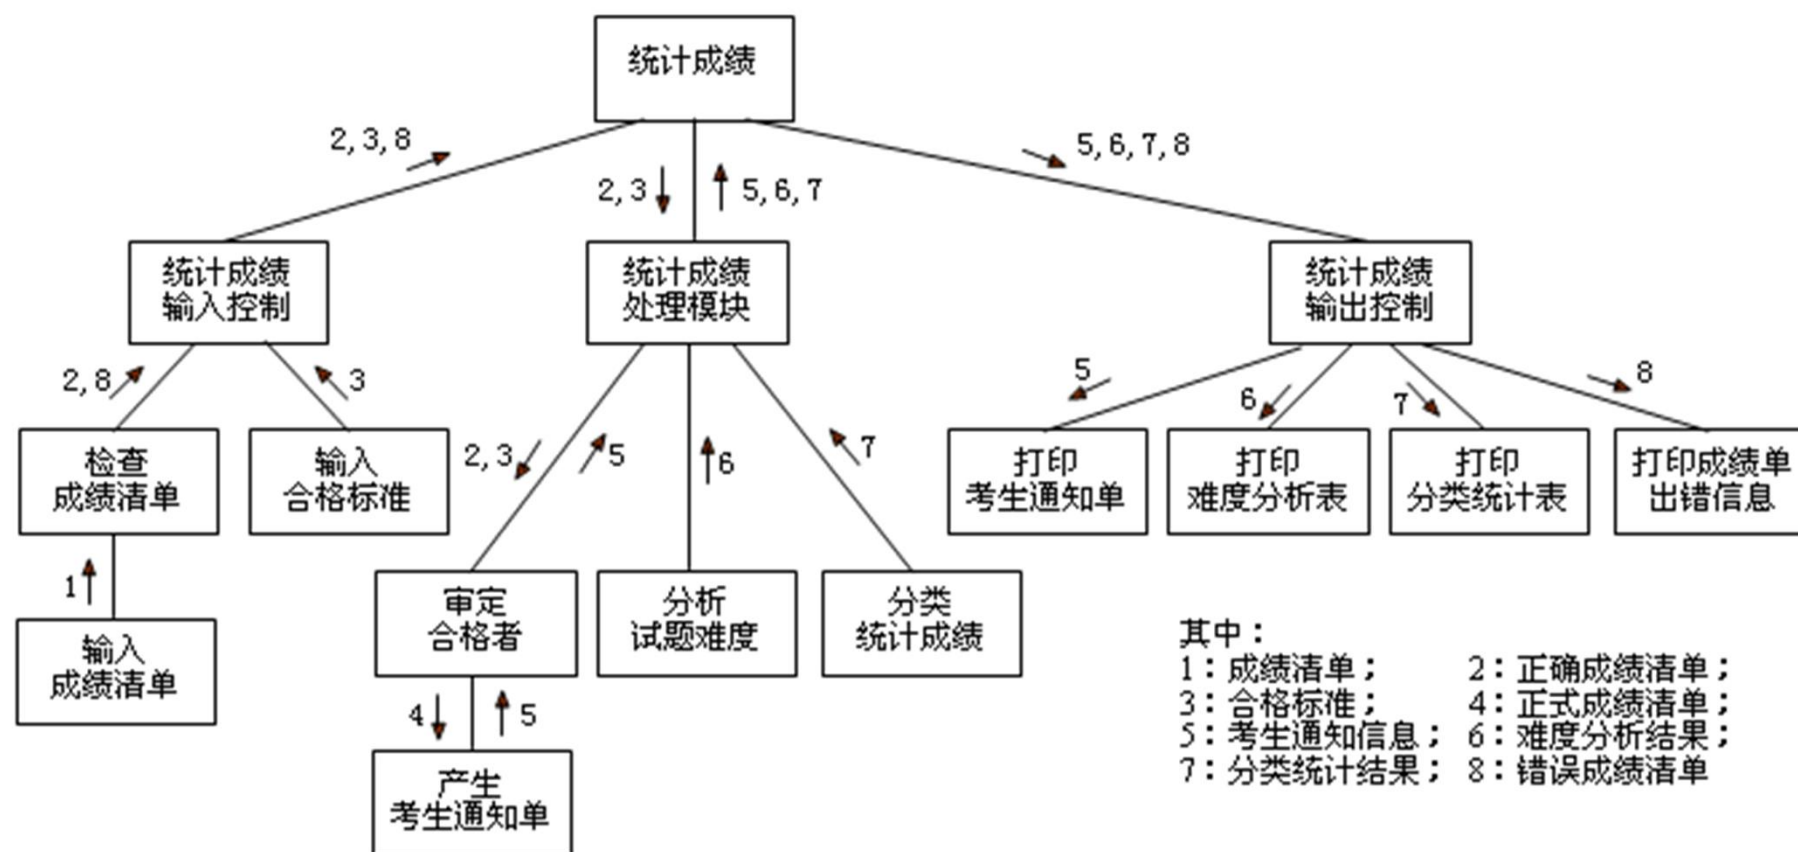 统计成绩
2,3,8
5,6,7,8
2,3
5,6,7
统计成绩
输入控制
统计成绩
处理模块
统计成绩
输出控制
2,8
3
5
6
7
8
检查
成绩清单
输入
合格标准
2,3
5
6
7
打印
考生通知单
打印
难度分析表
打印
分类统计表
打印成绩单
出错信息
1
输入
成绩清单
审定
合格者
分析
试题难度
分类
统计成绩
4
5
产生
考生通知单
其中：
1：成绩清单； 2：正确成绩清单；
3：合格标准； 4：正式成绩清单；
5：考生通知信息； 6：难度分析结果；
7：分类统计结果； 8：错误成绩清单